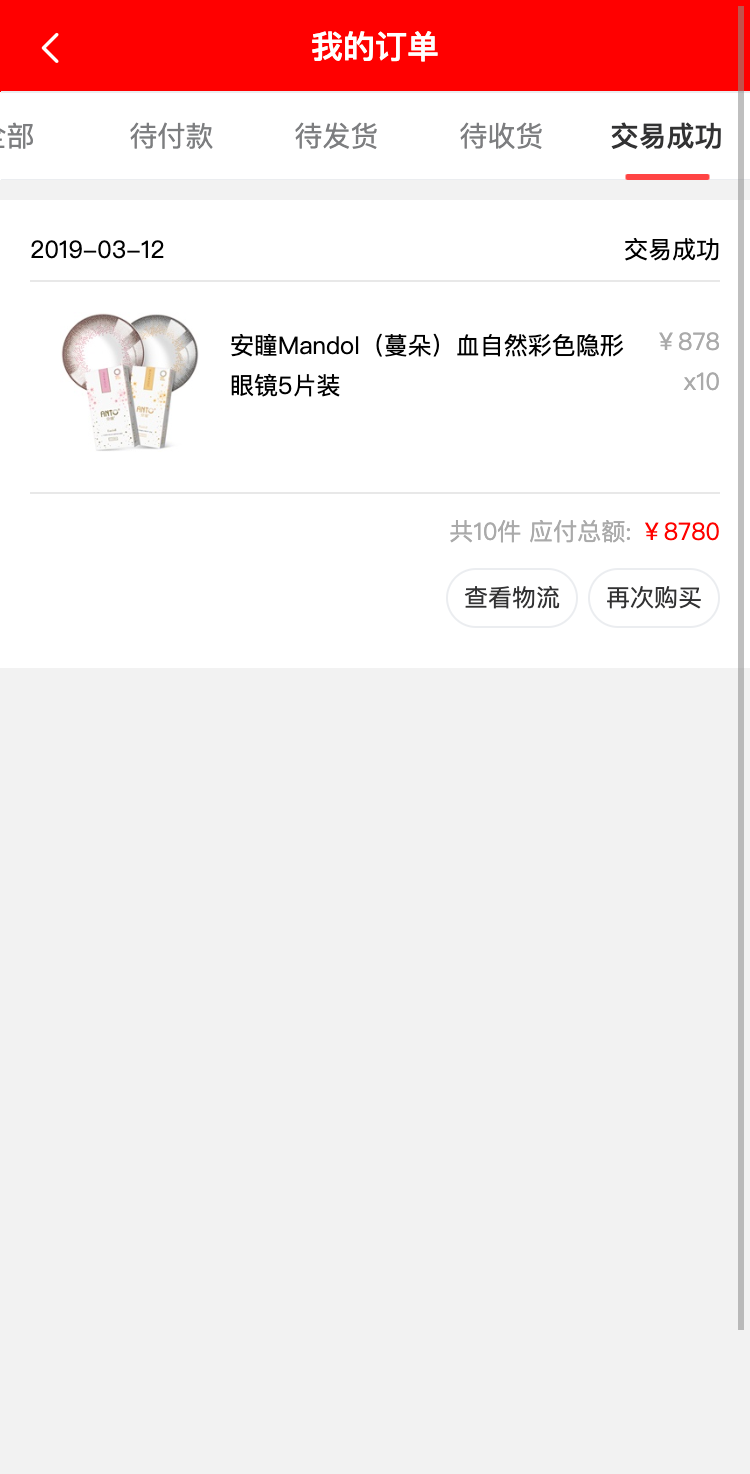 我的订单
全部 待付款 待发货 待收货 交易成功
2019-03-12 交易成功
安瞳Mandol（蔓朵）血自然彩色隐形 ¥878
眼镜5片装 x10
共10件 应付总额: ¥8780
查看物流 再次购买